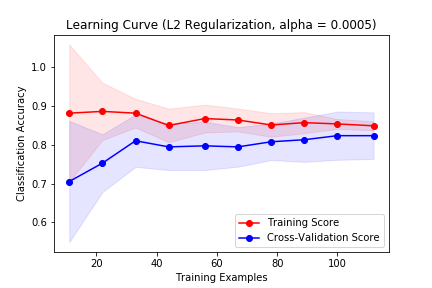 Learning Curve (L2 Regularization, alpha = 0.0005)
Classification Accuracy
1.0
0.9
0.8
0.7
0.6
Training Score
Cross-Validation Score
20 40 60 80 100
Training Examples